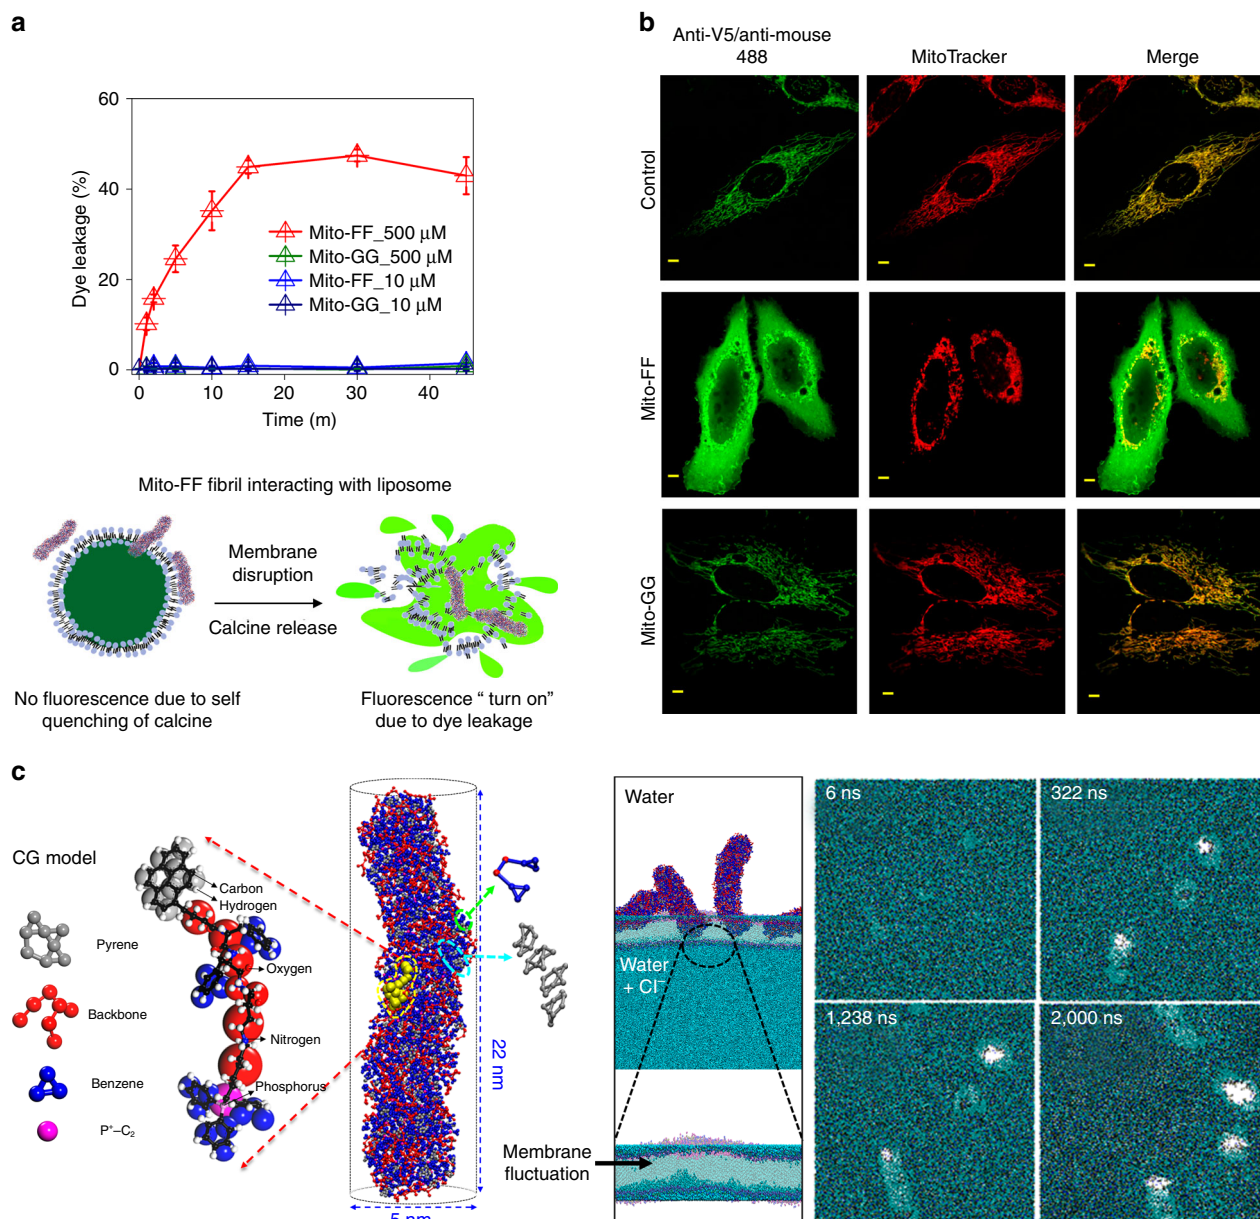 a
60
40
20
0
Dye leakage (%)
Mito-FF_500 μM
Mito-GG_500 μM
Mito-FF_10 μM
Mito-GG_10 μM
0
10
20
30
40
Time (m)
Mito-FF fibril interacting with liposome
Membrane
disruption
Calcine release
No fluorescence due to self
quenching of calcine
Fluorescence “ turn on”
due to dye leakage
b
Anti-V5/anti-mouse
488
MitoTracker
Merge
Control
Mito-FF
Mito-GG
c
CG model
Pyrene
Backbone
Benzene
P⁺–C₂
Carbon
Hydrogen
Oxygen
Nitrogen
Phosphorus
22 nm
5 nm
Water
Water
+ Cl⁻
Membrane
fluctuation
6 ns
322 ns
1,238 ns
2,000 ns